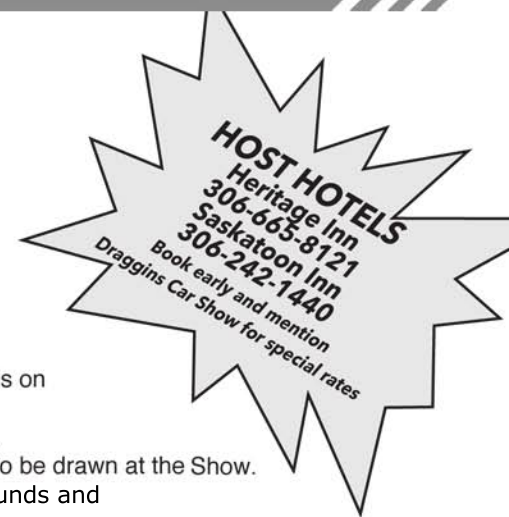 HOST HOTELS
Heritage Inn
306-665-8121
Saskatoon Inn
306-242-1440
Book early and mention
Draggins Car Show for special rates
s on
o be drawn at the Show.
unds and